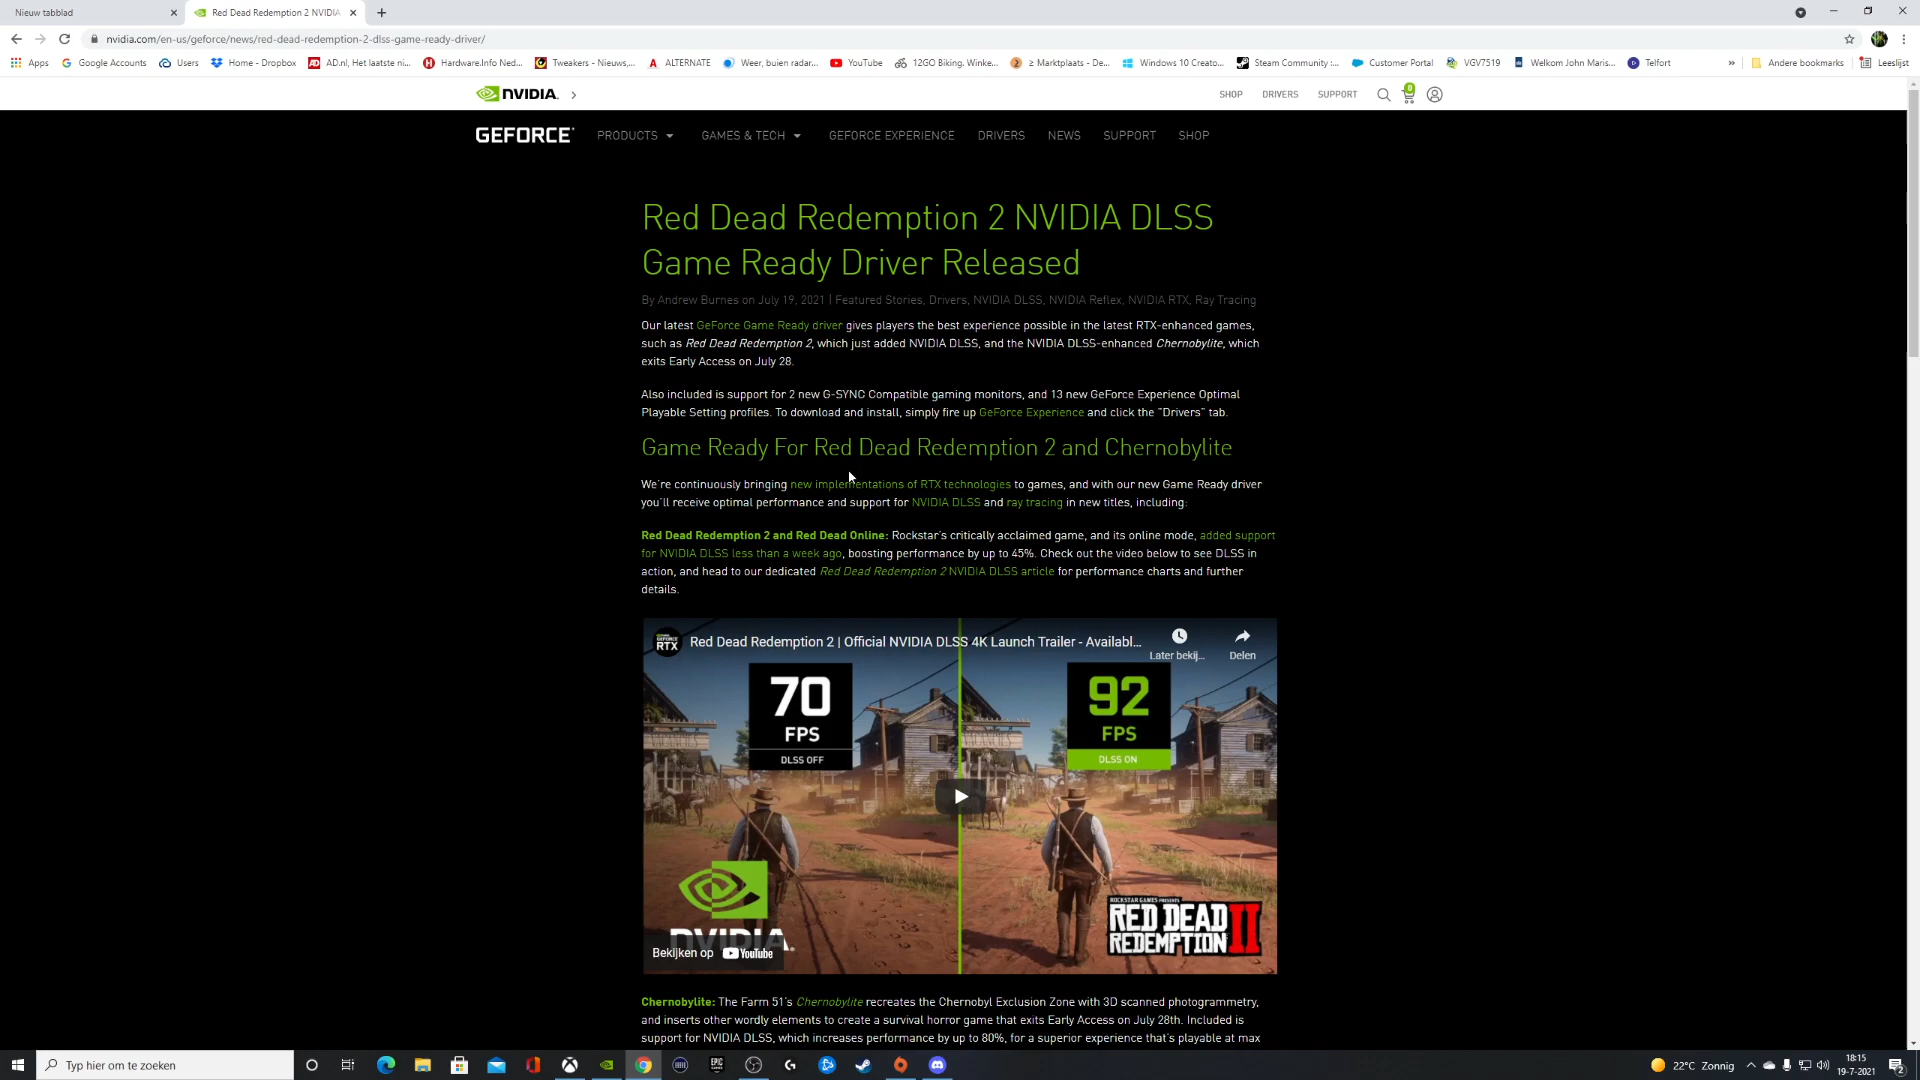 Nieuw tabblad
Red Dead Redemption 2 NVIDIA
nvidia.com/en-us/geforce/news/red-dead-redemption-2-dlss-game-ready-driver/
Apps Google Accounts Users Home - Dropbox AD.nl, Het laatste ni... Hardware.Info Ned... Tweakers - Nieuws,... ALTERNATE Weer, buien radar... YouTube 12GO Biking. Winke... ≥ Marktplaats - De... Windows 10 Creato... Steam Community :... Customer Portal VGV7519 Welkom John Maris... Telfort » Andere bookmarks Leeslijst
NVIDIA. SHOP DRIVERS SUPPORT 0
GEFORCE PRODUCTS GAMES & TECH GEFORCE EXPERIENCE DRIVERS NEWS SUPPORT SHOP
Red Dead Redemption 2 NVIDIA DLSS
Game Ready Driver Released
By Andrew Burnes on July 19, 2021 | Featured Stories, Drivers, NVIDIA DLSS, NVIDIA Reflex, NVIDIA RTX, Ray Tracing
Our latest GeForce Game Ready driver gives players the best experience possible in the latest RTX-enhanced games,
such as Red Dead Redemption 2, which just added NVIDIA DLSS, and the NVIDIA DLSS-enhanced Chernobylite, which
exits Early Access on July 28.
Also included is support for 2 new G-SYNC Compatible gaming monitors, and 13 new GeForce Experience Optimal
Playable Setting profiles. To download and install, simply fire up GeForce Experience and click the "Drivers" tab.
Game Ready For Red Dead Redemption 2 and Chernobylite
We're continuously bringing new implementations of RTX technologies to games, and with our new Game Ready driver
you'll receive optimal performance and support for NVIDIA DLSS and ray tracing in new titles, including:
Red Dead Redemption 2 and Red Dead Online: Rockstar's critically acclaimed game, and its online mode, added support
for NVIDIA DLSS less than a week ago, boosting performance by up to 45%. Check out the video below to see DLSS in
action, and head to our dedicated Red Dead Redemption 2 NVIDIA DLSS article for performance charts and further
details.
GEFORCE RTX Red Dead Redemption 2 | Official NVIDIA DLSS 4K Launch Trailer - Availabl...
Later bekij... Delen
70 FPS DLSS OFF
92 FPS DLSS ON
NVIDIA.
ROCKSTAR GAMES PRESENTS
RED DEAD
REDEMPTION II
Bekijken op YouTube
Chernobylite: The Farm 51's Chernobylite recreates the Chernobyl Exclusion Zone with 3D scanned photogrammetry,
and inserts other wordly elements to create a survival horror game that exits Early Access on July 28th. Included is
support for NVIDIA DLSS, which increases performance by up to 80%, for a superior experience that's playable at max
Typ hier om te zoeken
EPIC
22°C Zonnig
18:15
19-7-2021
2